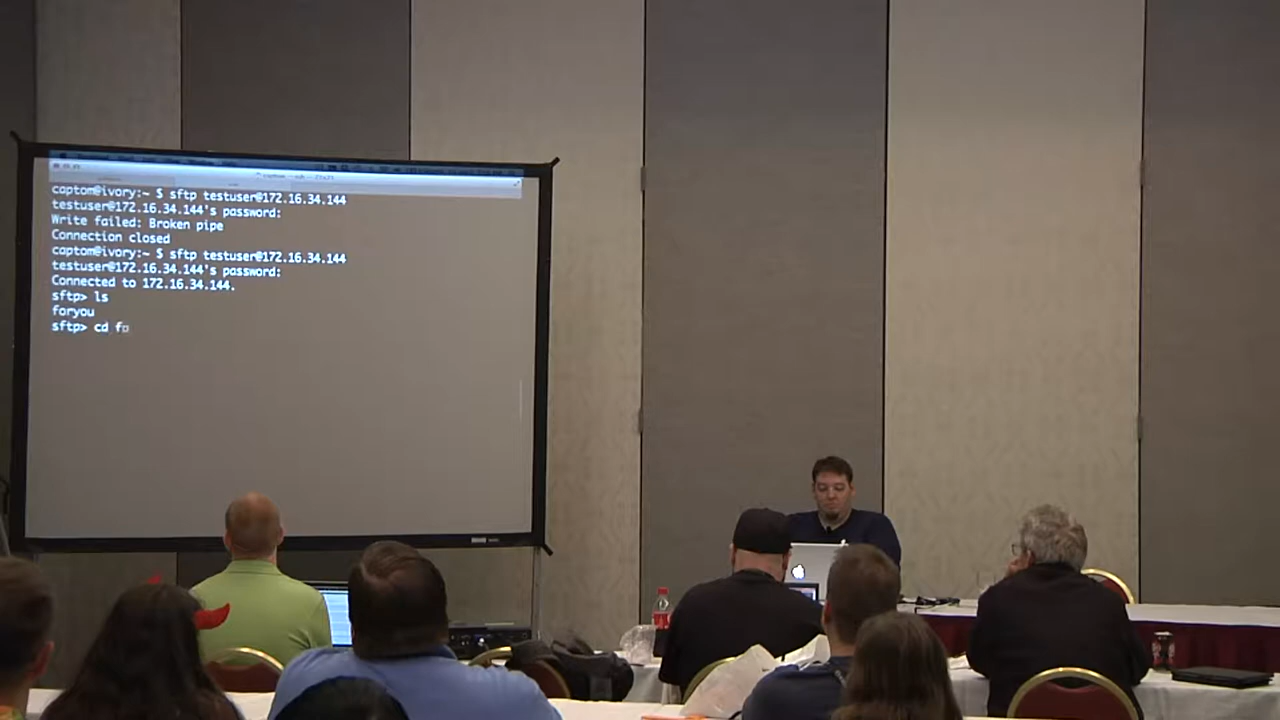 captom@ivory:~ $ sftp testuser@172.16.34.144
testuser@172.16.34.144's password:
Write failed: Broken pipe
Connection closed
captom@ivory:~ $ sftp testuser@172.16.34.144
testuser@172.16.34.144's password:
Connected to 172.16.34.144.
sftp> ls
foryou
sftp> cd fo